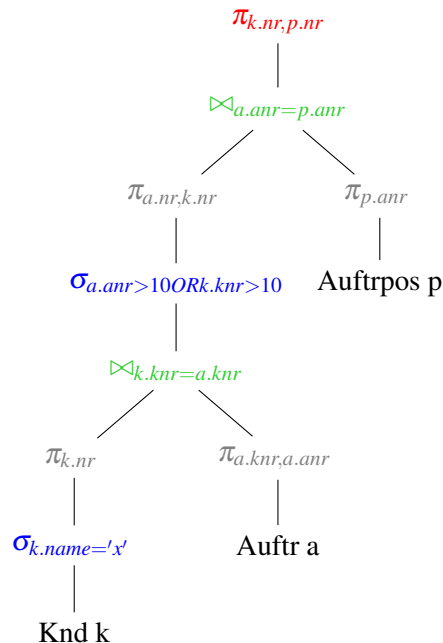 π k.nr,p.nr
⋈ a.anr=p.anr
π a.nr,k.nr
π p.anr
σ a.anr>10ORk.knr>10
Auftrpos p
⋈ k.knr=a.knr
π k.nr
π a.knr,a.anr
σ k.name='x'
Auftr a
Knd k